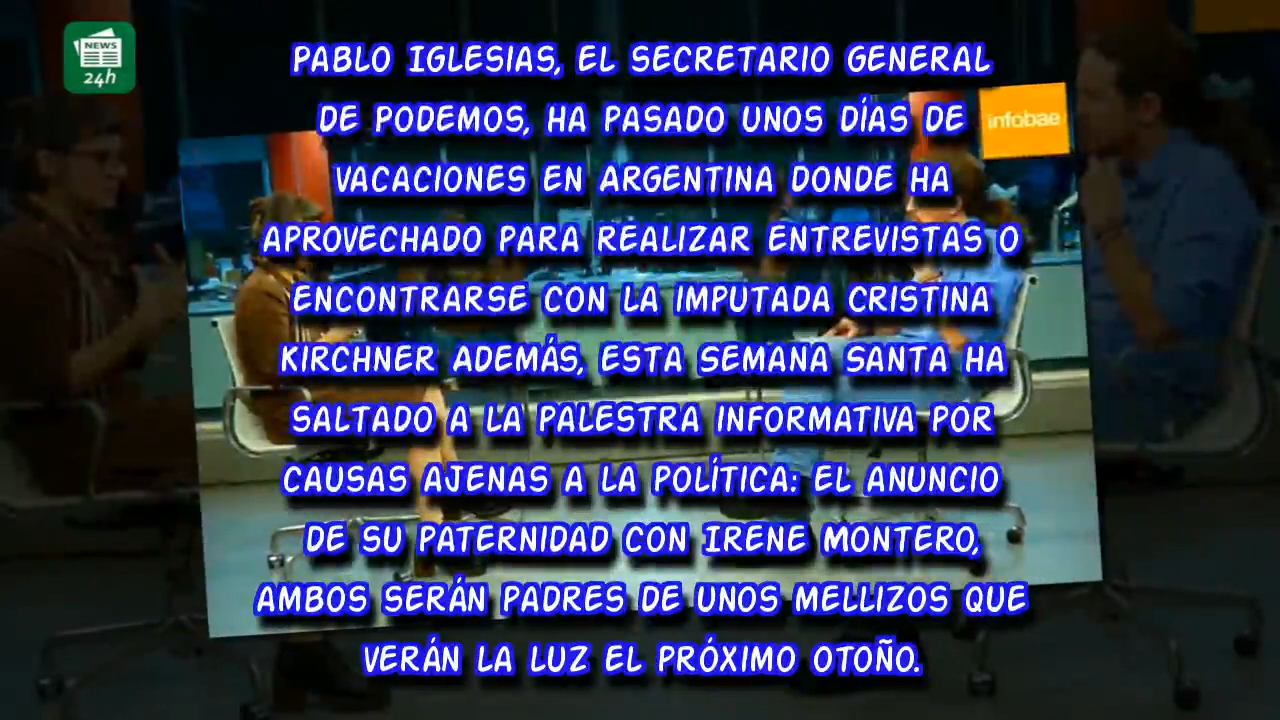 NEWS
24h
infobae
PABLO IGLESIAS, EL SECRETARIO GENERAL
DE PODEMOS, HA PASADO UNOS DÍAS DE
VACACIONES EN ARGENTINA DONDE HA
APROVECHADO PARA REALIZAR ENTREVISTAS O
ENCONTRARSE CON LA IMPUTADA CRISTINA
KIRCHNER ADEMÁS, ESTA SEMANA SANTA HA
SALTADO A LA PALESTRA INFORMATIVA POR
CAUSAS AJENAS A LA POLÍTICA: EL ANUNCIO
DE SU PATERNIDAD CON IRENE MONTERO,
AMBOS SERÁN PADRES DE UNOS MELLIZOS QUE
VERÁN LA LUZ EL PRÓXIMO OTOÑO.